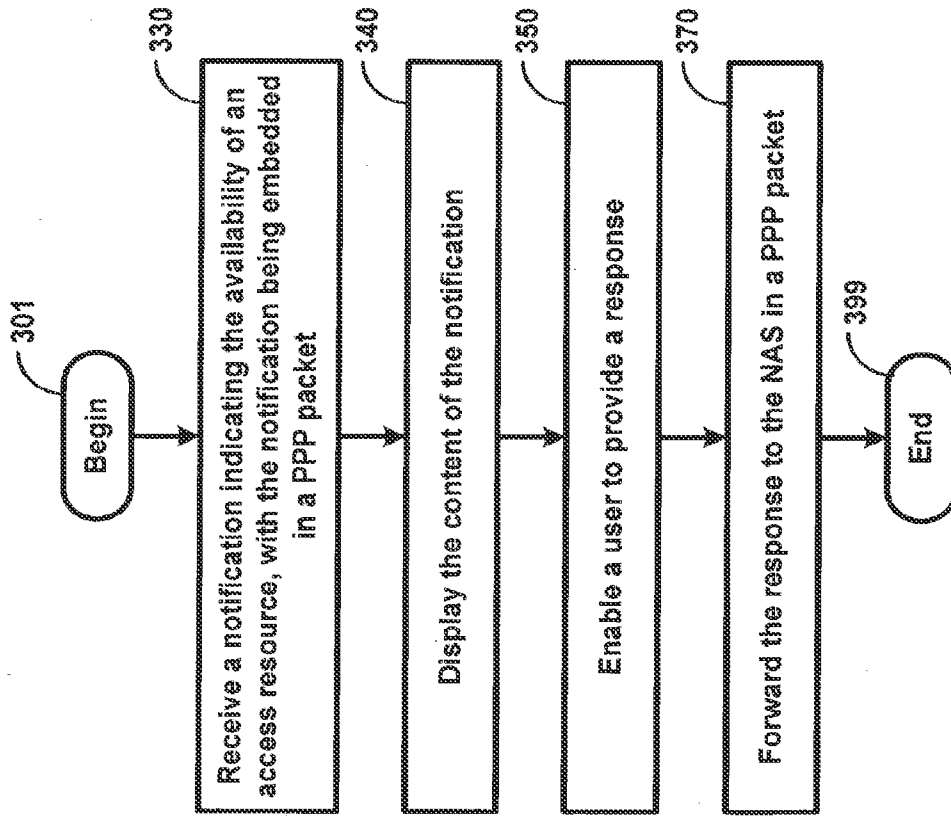 Begin
301
Receive a notification indicating the availability of an
access resource, with the notification being embedded
in a PPP packet
330
Display the content of the notification
340
Enable a user to provide a response
350
Forward the response to the NAS in a PPP packet
370
End
399